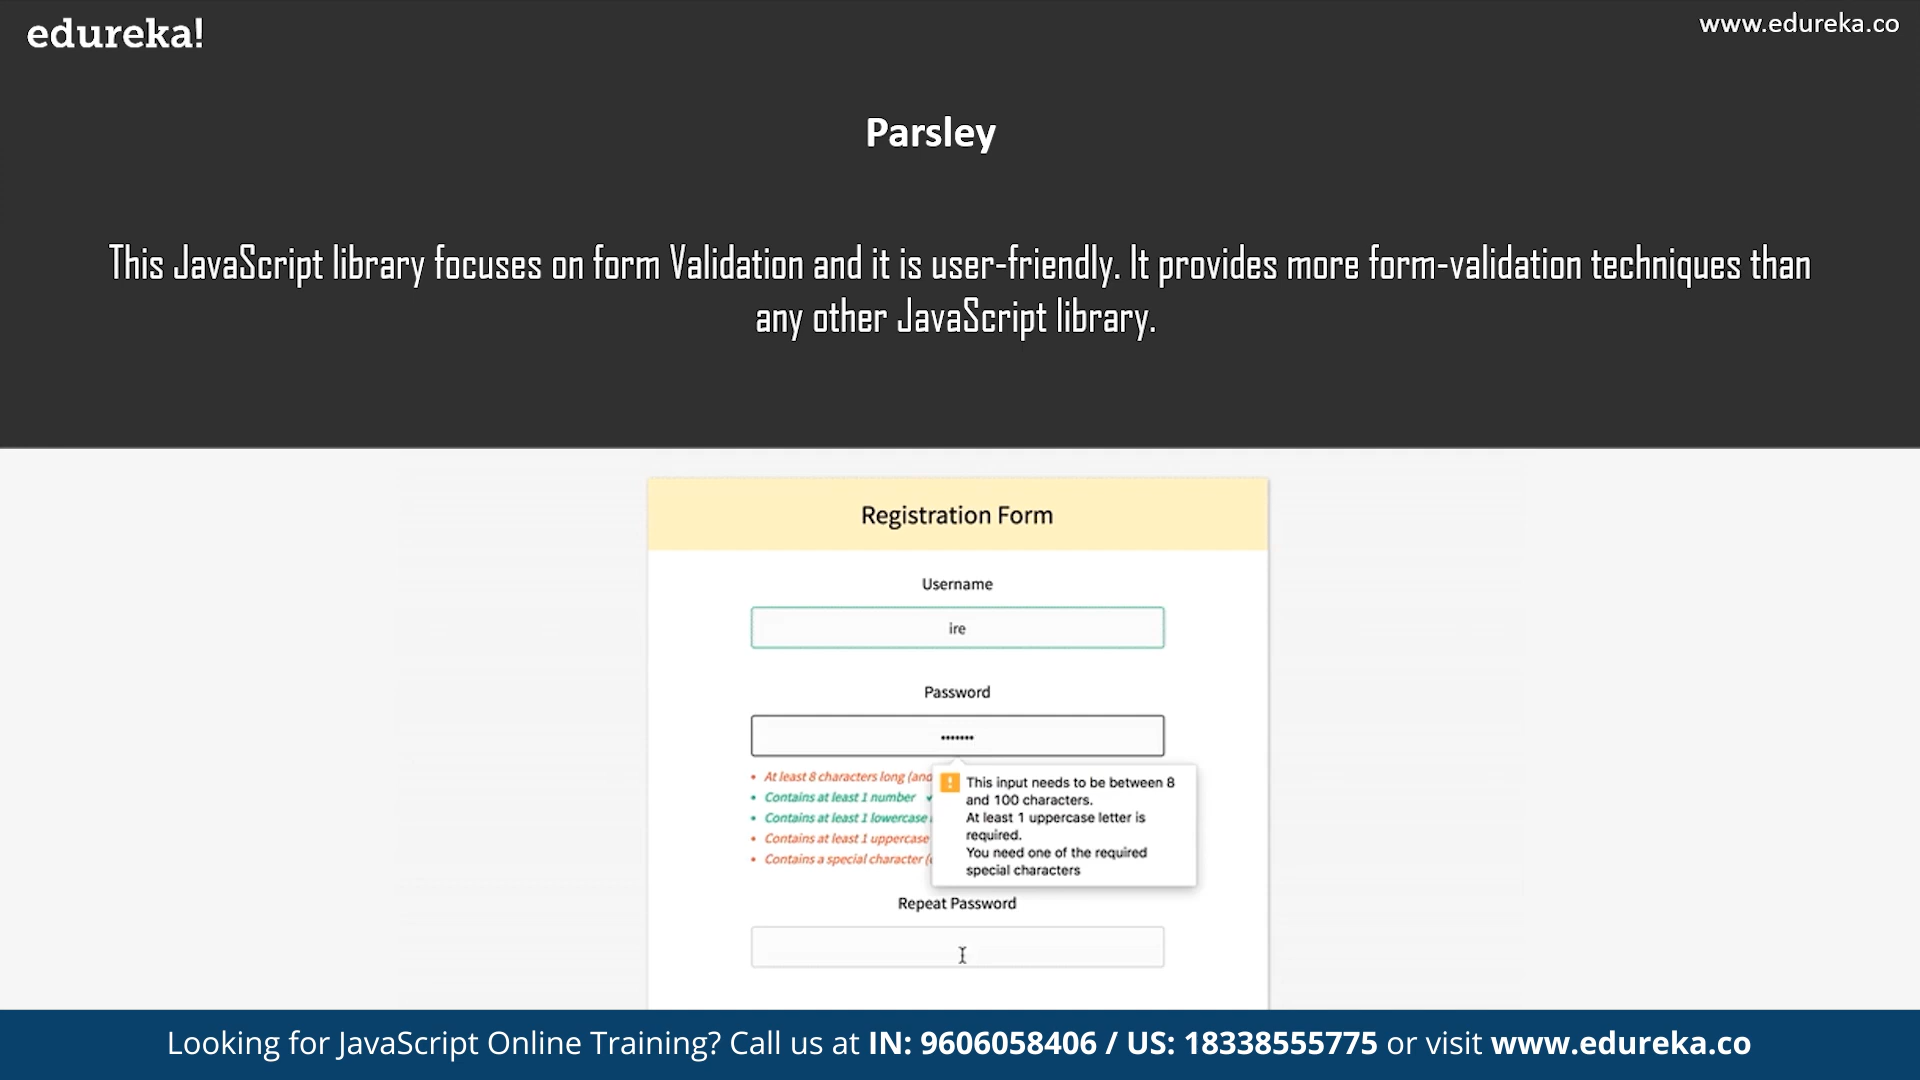 edureka!
www.edureka.co
Parsley
This JavaScript library focuses on form Validation and it is user-friendly. It provides more form-validation techniques than
any other JavaScript library.
Registration Form
Username
ire
Password
•••••••
• At least 8 characters long (and
• Contains at least 1 number ✓
• Contains at least 1 lowercase
• Contains at least 1 uppercase
• Contains a special character (
This input needs to be between 8
and 100 characters.
At least 1 uppercase letter is
required.
You need one of the required
special characters
Repeat Password
Looking for JavaScript Online Training? Call us at IN: 9606058406 / US: 18338555775 or visit www.edureka.co